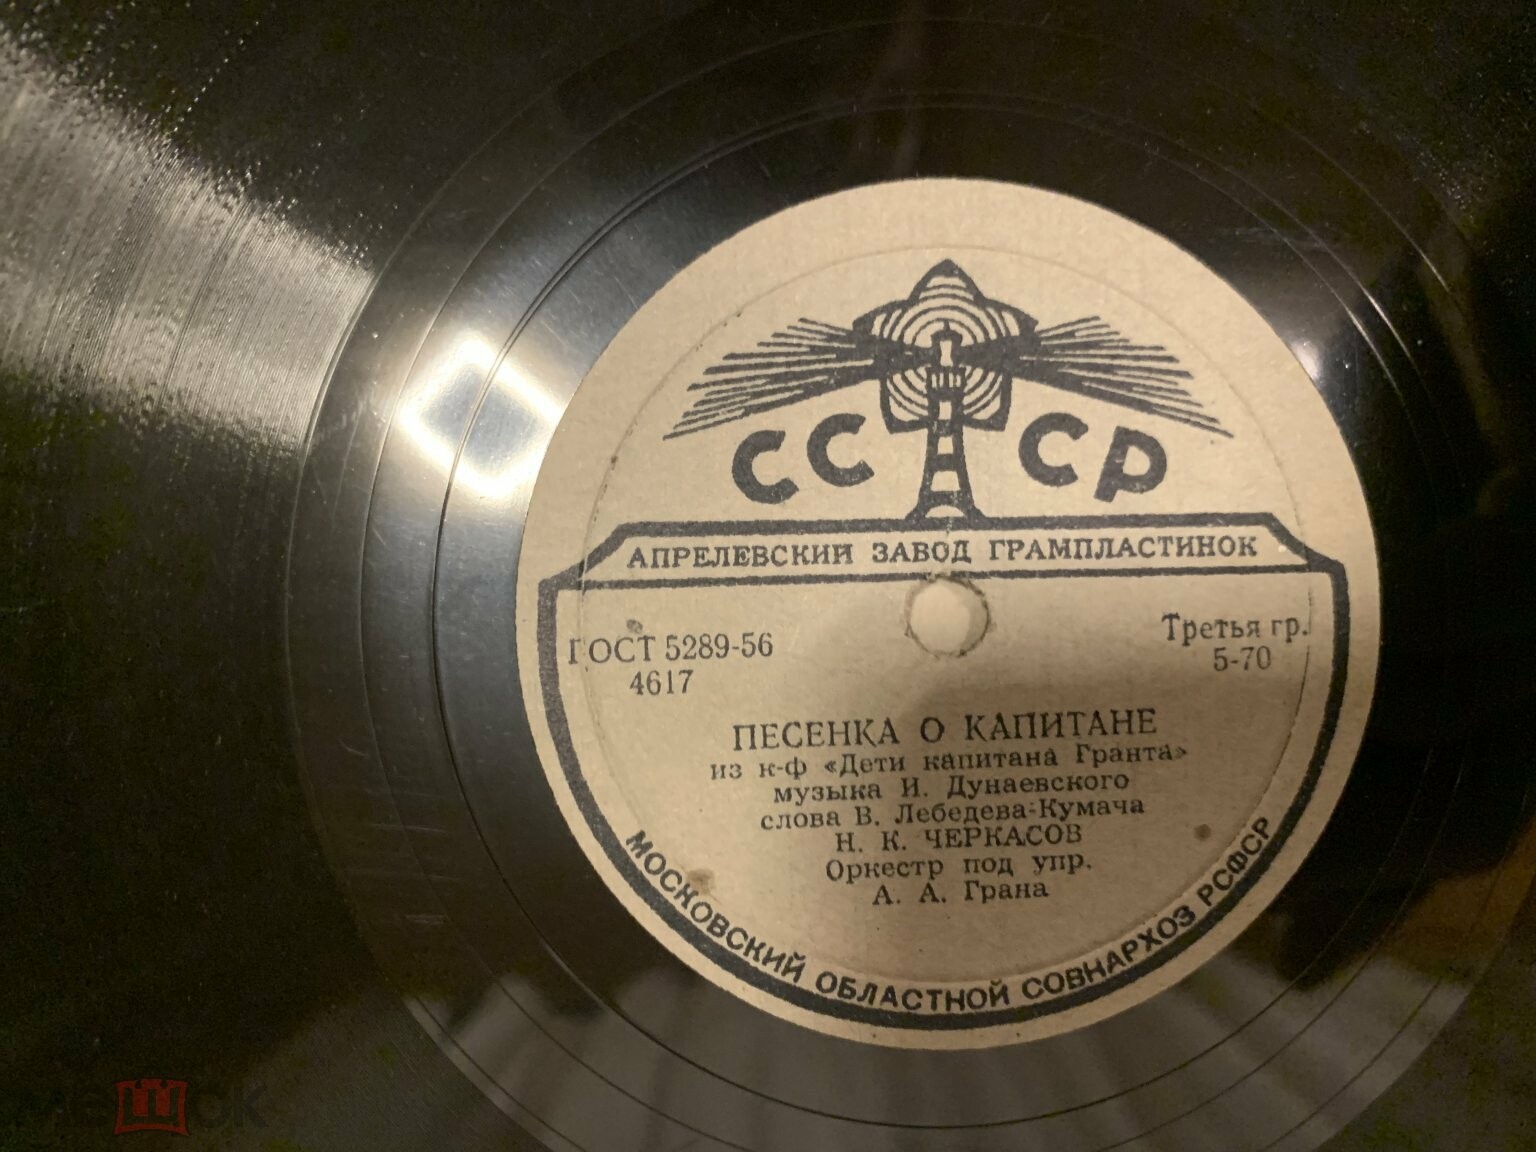 СССР
АПРЕЛЕВСКИЙ ЗАВОД ГРАМПЛАСТИНОК
ГОСТ 5289-56
4617
Третья гр.
5-70
ПЕСЕНКА О КАПИТАНЕ
из к-ф «Дети капитана Гранта»
музыка И. Дунаевского
слова В. Лебедева-Кумача
Н. К. ЧЕРКАСОВ
Оркестр под упр.
А. А. Грана
МОСКОВСКИЙ ОБЛАСТНОЙ СОВНАРХОЗ РСФСР
мешок